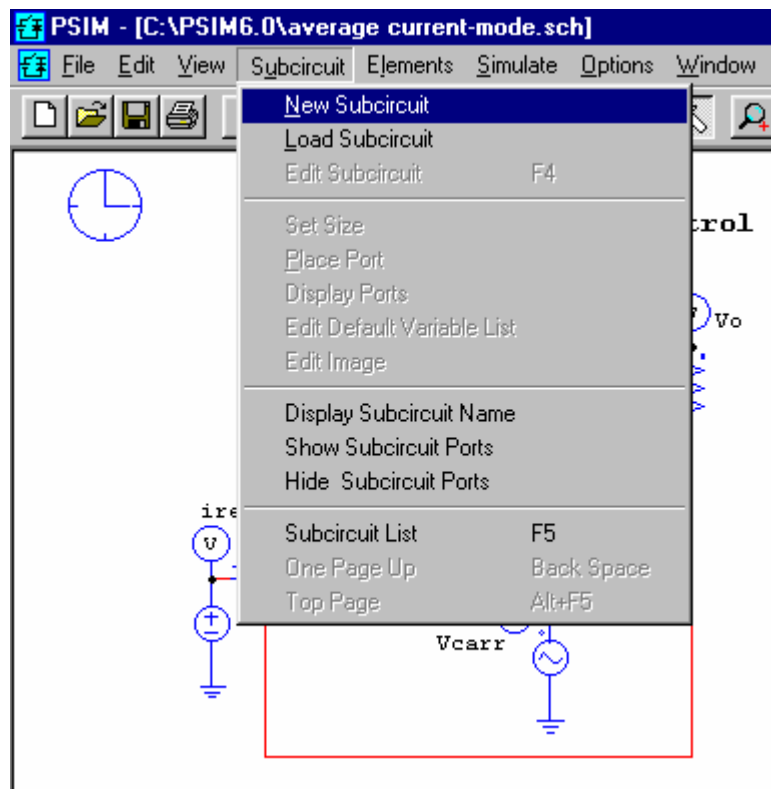 PSIM - [C:\PSIM6.0\average current-mode.sch]
File Edit View Subcircuit Elements Simulate Options Window
New Subcircuit
Load Subcircuit
Edit Subcircuit F4
Set Size
Place Port
Display Ports
Edit Default Variable List
Edit Image
Display Subcircuit Name
Show Subcircuit Ports
Hide Subcircuit Ports
Subcircuit List F5
One Page Up Back Space
Top Page Alt+F5
trol
Vo
ire
V
Vcarr